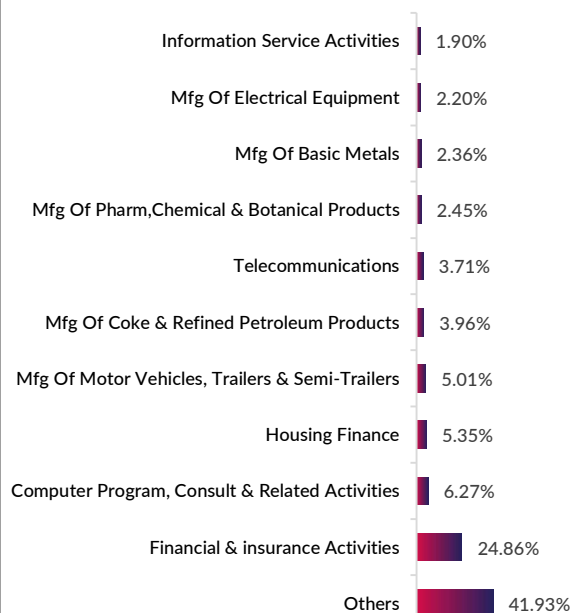 Information Service Activities 1.90%
Mfg Of Electrical Equipment 2.20%
Mfg Of Basic Metals 2.36%
Mfg Of Pharm,Chemical & Botanical Products 2.45%
Telecommunications 3.71%
Mfg Of Coke & Refined Petroleum Products 3.96%
Mfg Of Motor Vehicles, Trailers & Semi-Trailers 5.01%
Housing Finance 5.35%
Computer Program, Consult & Related Activities 6.27%
Financial & insurance Activities 24.86%
Others 41.93%